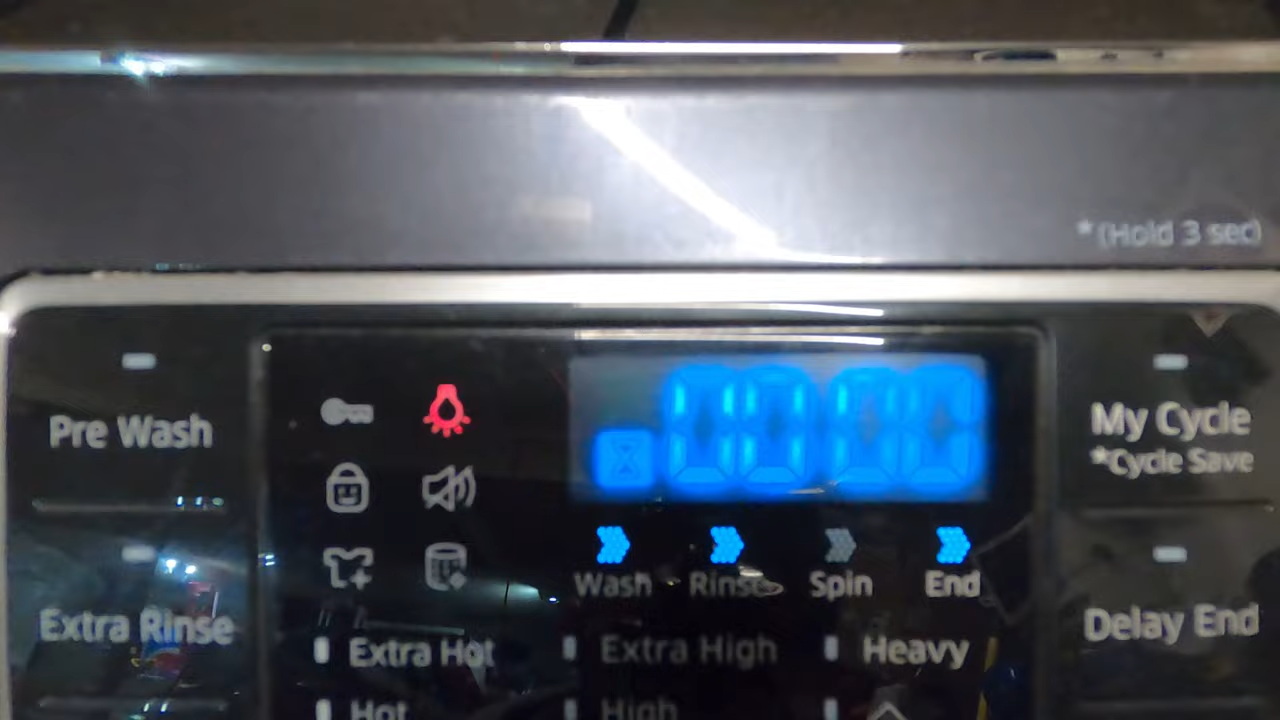 *(Hold 3 sec)
Pre Wash
My Cycle
*Cycle Save
Wash Rinse Spin End
Extra Rinse
Delay End
Extra Hot Extra High Heavy
Hot High